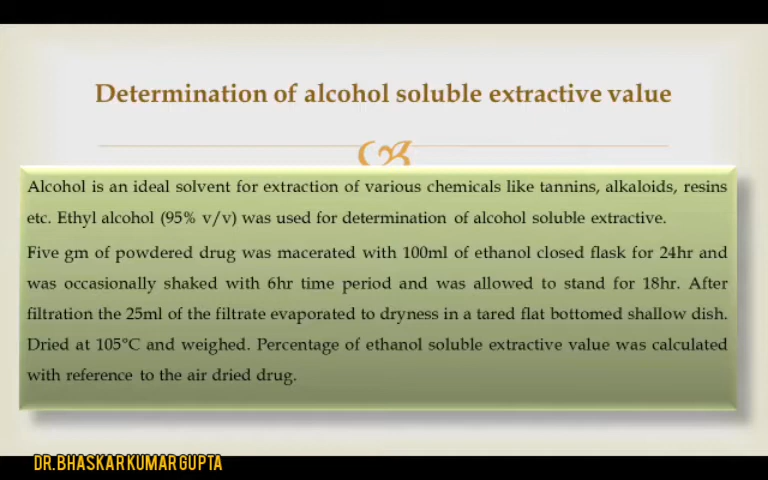 Determination of alcohol soluble extractive value
Alcohol is an ideal solvent for extraction of various chemicals like tannins, alkaloids, resins
etc. Ethyl alcohol (95% v/v) was used for determination of alcohol soluble extractive.
Five gm of powdered drug was macerated with 100ml of ethanol closed flask for 24hr and
was occasionally shaked with 6hr time period and was allowed to stand for 18hr. After
filtration the 25ml of the filtrate evaporated to dryness in a tared flat bottomed shallow dish.
Dried at 105°C and weighed. Percentage of ethanol soluble extractive value was calculated
with reference to the air dried drug.
DR.BHASKAR KUMAR GUPTA